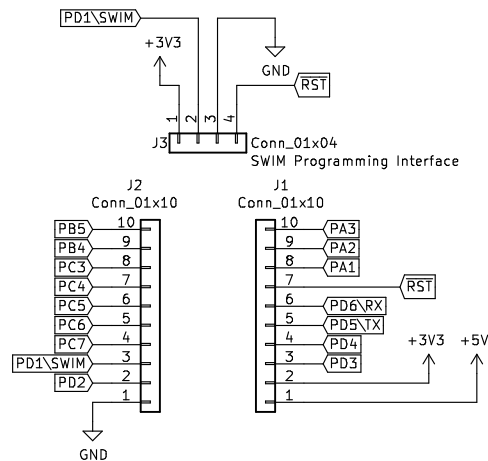 PD1\SWIM
+3V3
GND
RST
1 2 3 4
J3 Conn_01x04
SWIM Programming Interface
J2 J1
Conn_01x10 Conn_01x10
PB5 10 10 PA3
PB4 9 9 PA2
PC3 8 8 PA1
PC4 7 7 RST
PC5 6 6 PD6\RX
PC6 5 5 PD5\TX
PC7 4 4 PD4 +3V3 +5V
PD1\SWIM 3 3 PD3
PD2 2 2
1 1
GND